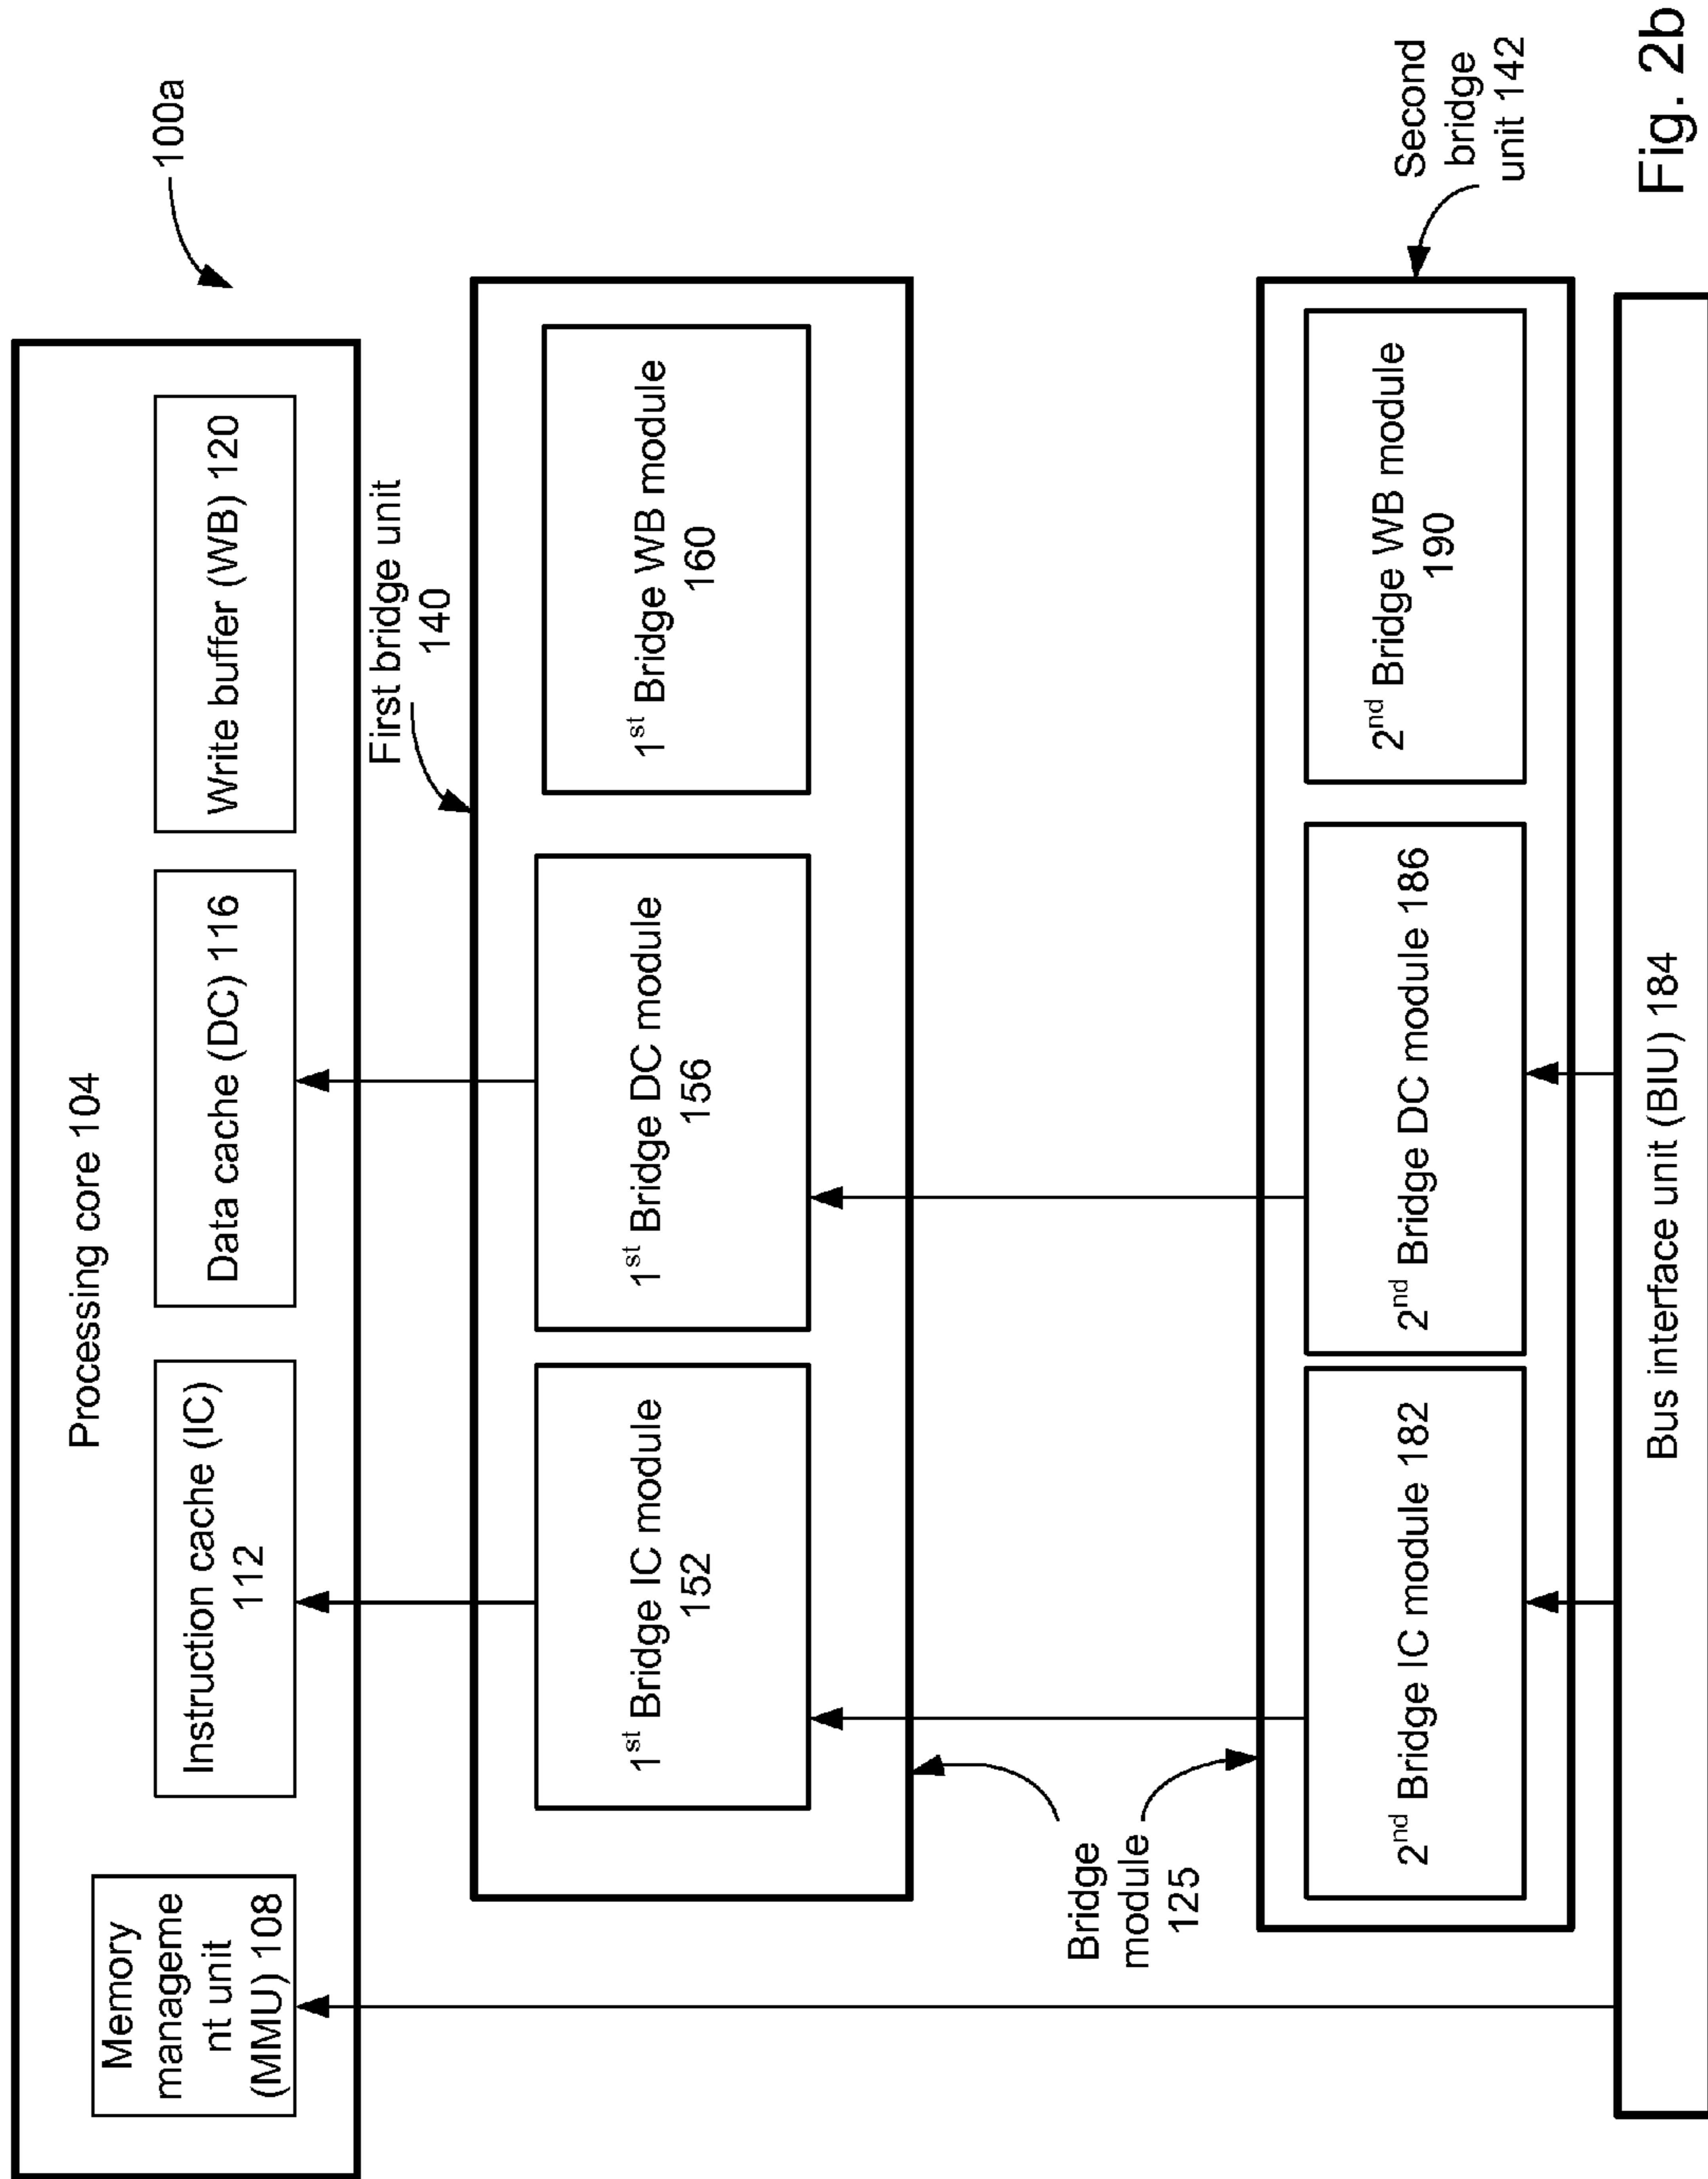 100a
Processing core 104
Memory
manageme
nt unit
(MMU) 108
Instruction cache (IC)
112
Data cache (DC) 116
Write buffer (WB) 120
First bridge unit
140
1st Bridge IC module
152
1st Bridge DC module
156
1st Bridge WB module
160
Bridge
module
125
Second
bridge
unit 142
2nd Bridge IC module 182
2nd Bridge DC module 186
2nd Bridge WB module
190
Bus interface unit (BIU) 184
Fig. 2b